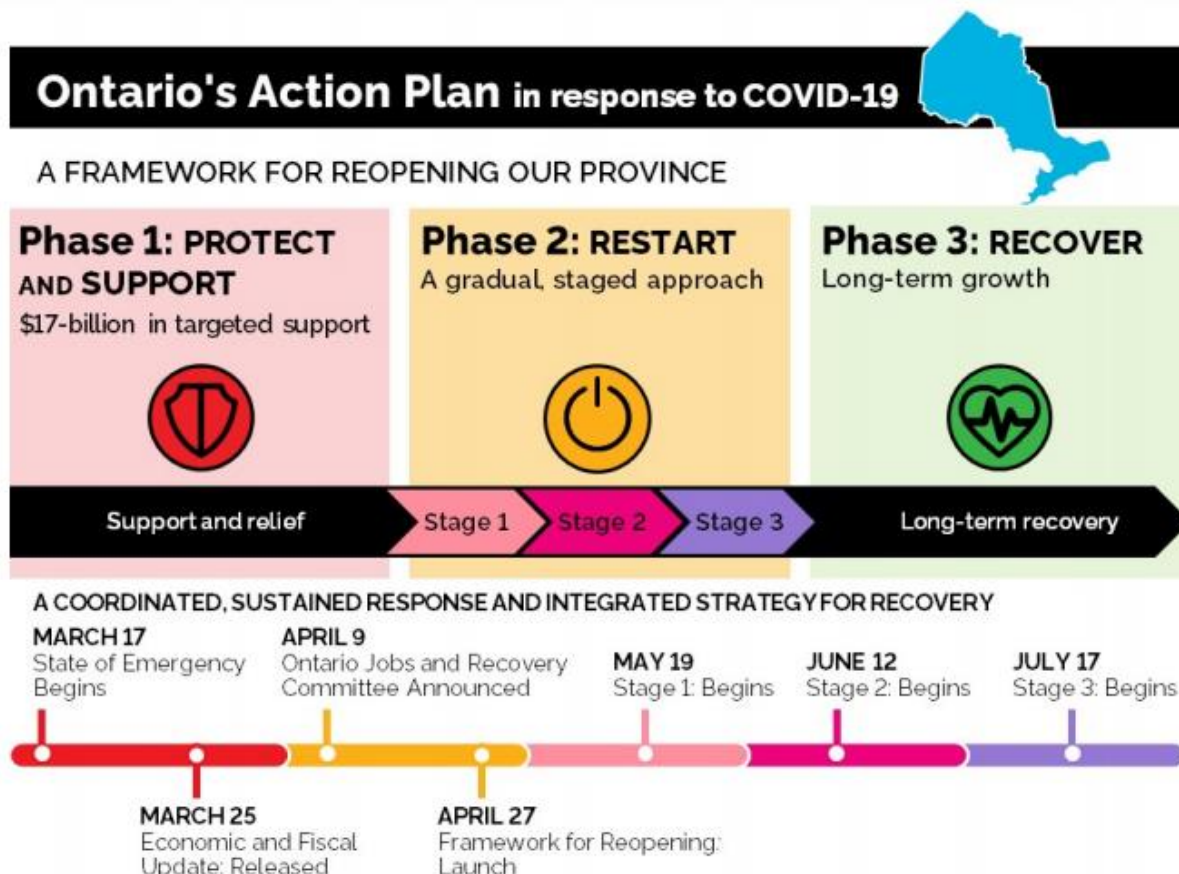 Ontario's Action Plan in response to COVID-19
A FRAMEWORK FOR REOPENING OUR PROVINCE
Phase 1: PROTECT
AND SUPPORT
$17-billion in targeted support
Phase 2: RESTART
A gradual, staged approach
Phase 3: RECOVER
Long-term growth
Support and relief
Stage 1
Stage 2
Stage 3
Long-term recovery
A COORDINATED, SUSTAINED RESPONSE AND INTEGRATED STRATEGY FOR RECOVERY
MARCH 17
State of Emergency
Begins
APRIL 9
Ontario Jobs and Recovery
Committee Announced
MAY 19
Stage 1: Begins
JUNE 12
Stage 2: Begins
JULY 17
Stage 3: Begins
MARCH 25
Economic and Fiscal
Update: Released
APRIL 27
Framework for Reopening:
Launch